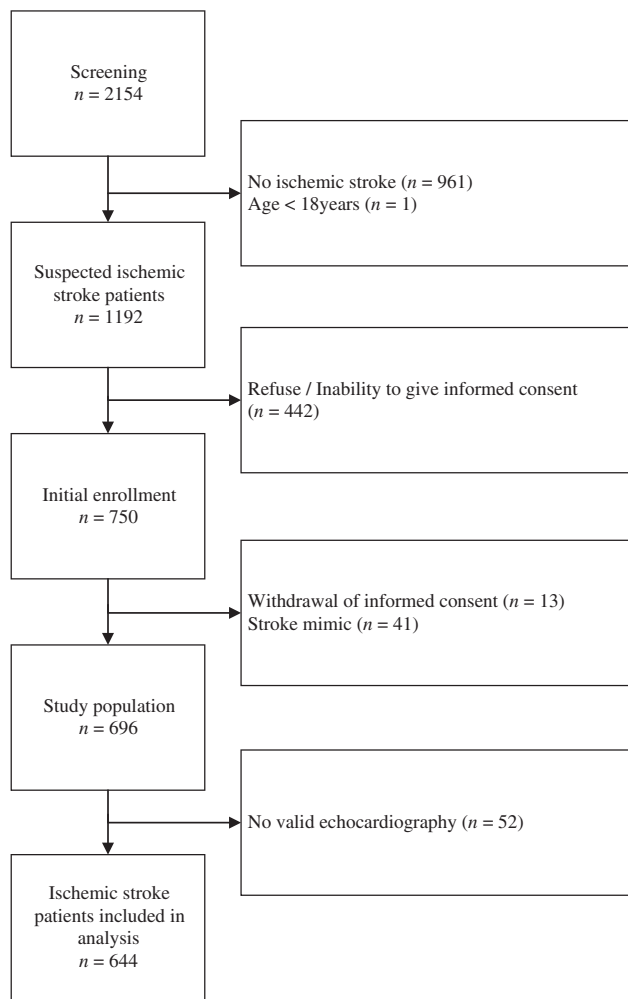 Screening
n = 2154
No ischemic stroke (n = 961)
Age < 18years (n = 1)
Suspected ischemic
stroke patients
n = 1192
Refuse / Inability to give informed consent
(n = 442)
Initial enrollment
n = 750
Withdrawal of informed consent (n = 13)
Stroke mimic (n = 41)
Study population
n = 696
No valid echocardiography (n = 52)
Ischemic stroke
patients included in
analysis
n = 644